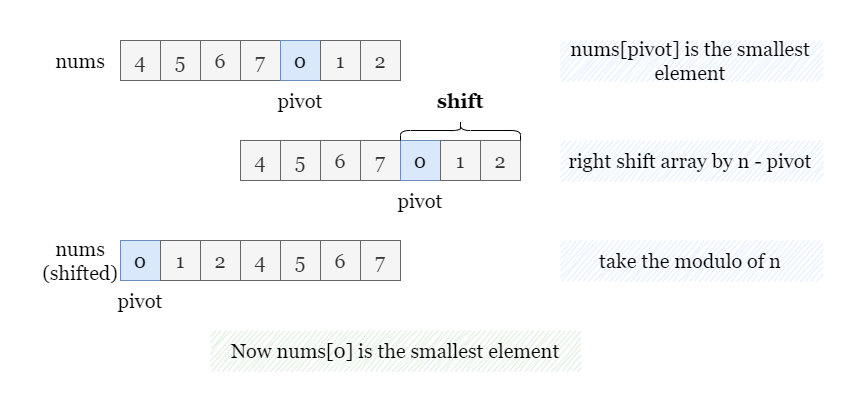 nums 4 5 6 7 0 1 2
nums[pivot] is the smallest
element
pivot
shift
4 5 6 7 0 1 2
right shift array by n - pivot
pivot
nums
(shifted)
0 1 2 4 5 6 7
take the modulo of n
pivot
Now nums[0] is the smallest element